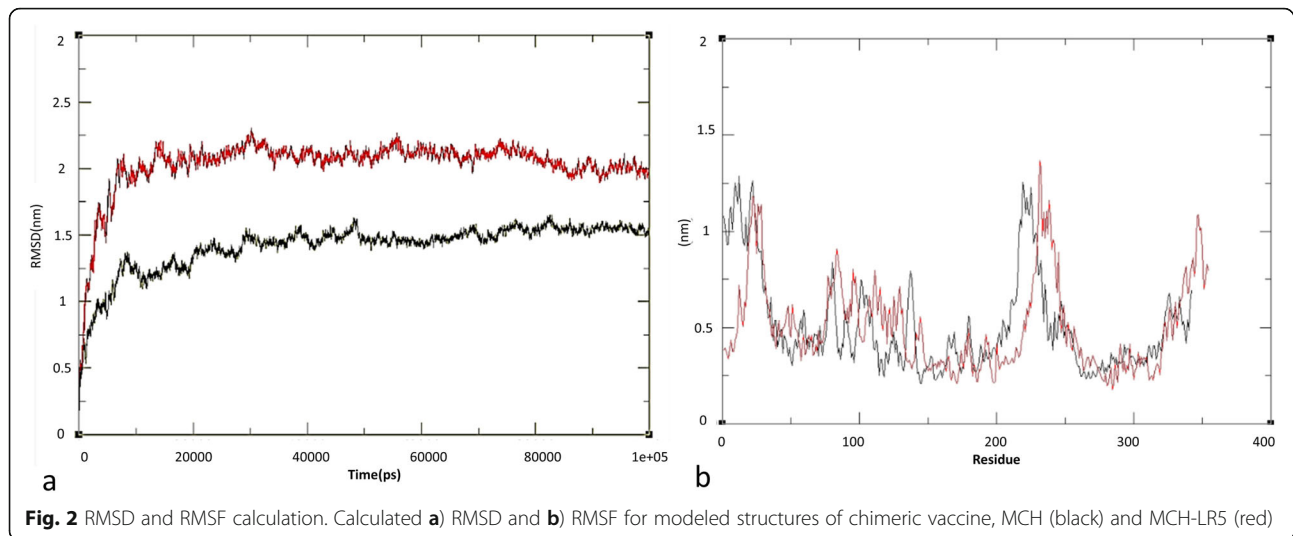 2
2.5
2
1.5
1
0.5
0
RMSD(nm)
0 20000 40000 60000 80000 1e+05
Time(ps)
a
2
1.5
1
0.5
0
(nm)
0 100 200 300 400
Residue
b
Fig. 2 RMSD and RMSF calculation. Calculated a) RMSD and b) RMSF for modeled structures of chimeric vaccine, MCH (black) and MCH-LR5 (red)